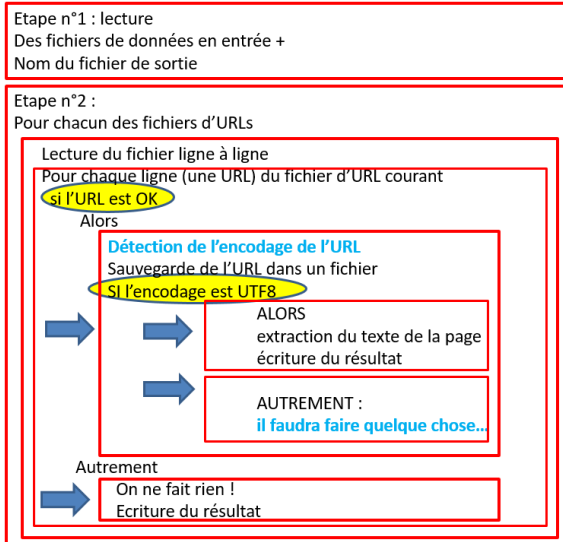 Etape n°1 : lecture
Des fichiers de données en entrée +
Nom du fichier de sortie
Etape n°2 :
Pour chacun des fichiers d'URLs
Lecture du fichier ligne à ligne
Pour chaque ligne (une URL) du fichier d'URL courant
si l'URL est OK
Alors
Détection de l'encodage de l'URL
Sauvegarde de l'URL dans un fichier
SI l'encodage est UTF8
ALORS
extraction du texte de la page
écriture du résultat
AUTREMENT :
il faudra faire quelque chose...
Autrement
On ne fait rien !
Ecriture du résultat